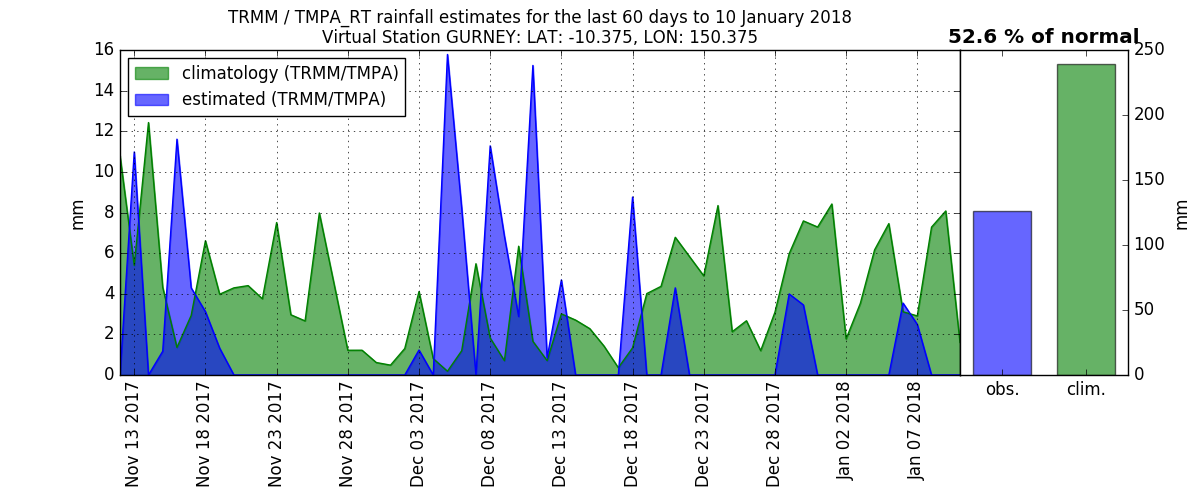 TRMM / TMPA_RT rainfall estimates for the last 60 days to 10 January 2018
Virtual Station GURNEY: LAT: -10.375, LON: 150.375
52.6 % of normal
climatology (TRMM/TMPA)
estimated (TRMM/TMPA)
mm
16
14
12
10
8
6
4
2
0
Nov 13 2017
Nov 18 2017
Nov 23 2017
Nov 28 2017
Dec 03 2017
Dec 08 2017
Dec 13 2017
Dec 18 2017
Dec 23 2017
Dec 28 2017
Jan 02 2018
Jan 07 2018
obs.
clim.
250
200
150
100
50
0
mm